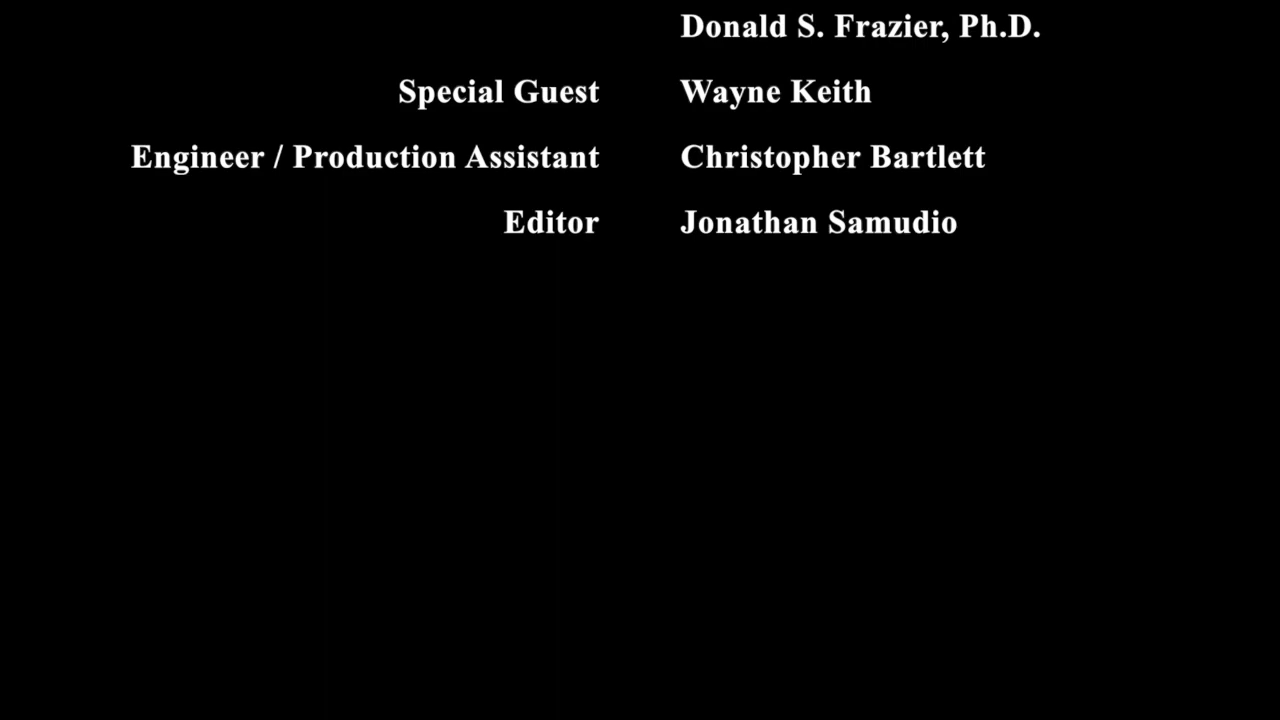 Donald S. Frazier, Ph.D.
Special Guest Wayne Keith
Engineer / Production Assistant Christopher Bartlett
Editor Jonathan Samudio